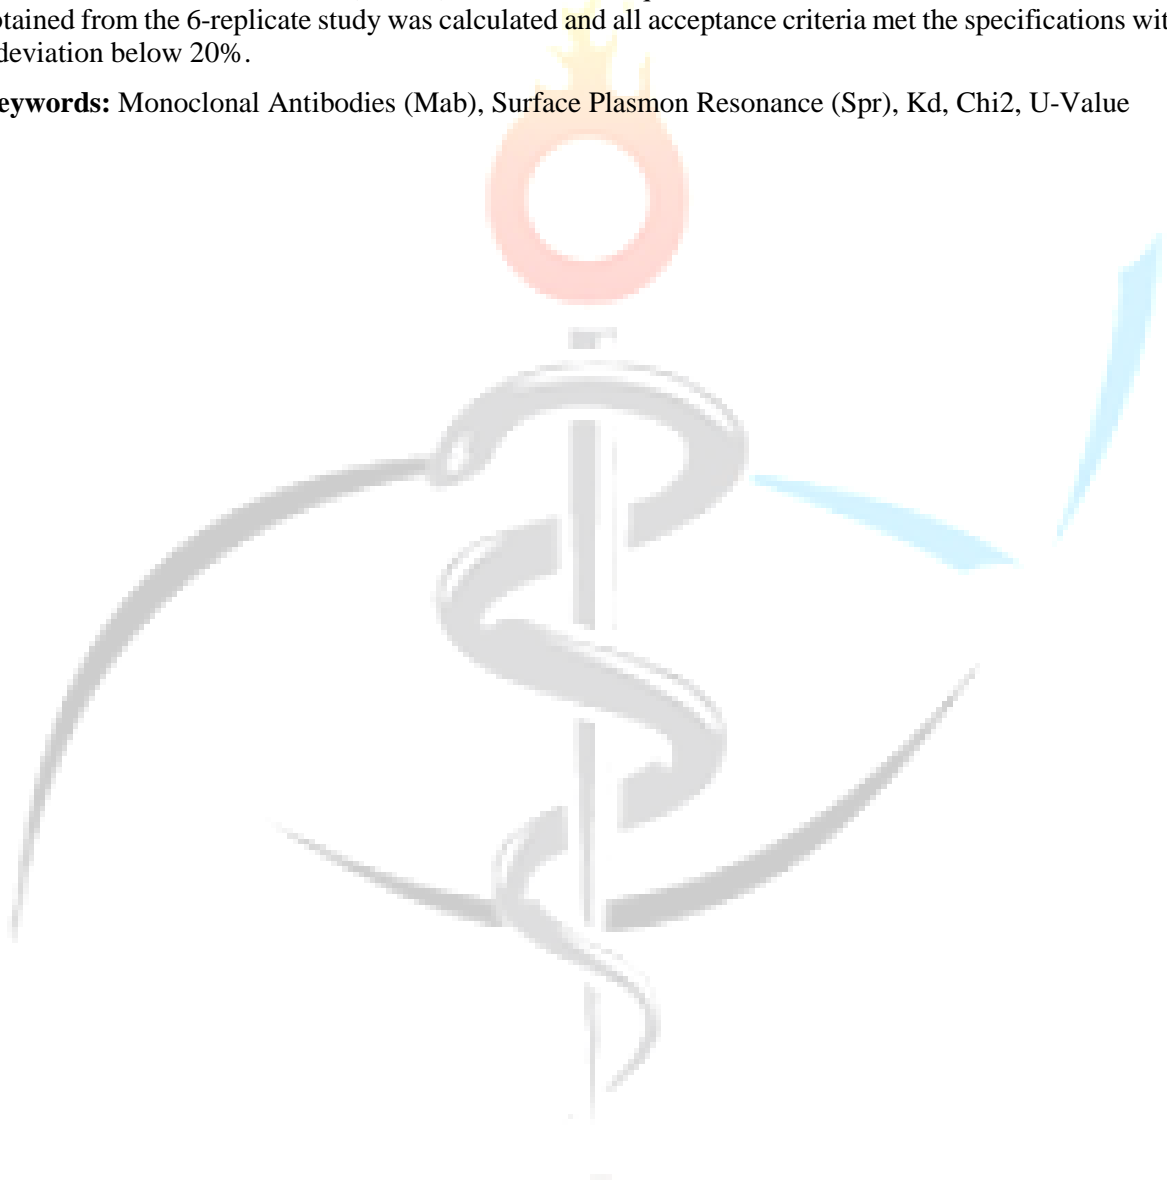 otained from the 6-replicate study was calculated and all acceptance criteria met the specifications wit
deviation below 20%.
eywords: Monoclonal Antibodies (Mab), Surface Plasmon Resonance (Spr), Kd, Chi2, U-Value